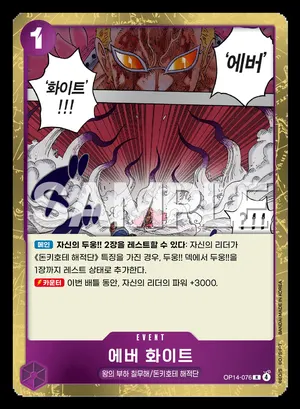 1
'에버'
'화이트'
!!!
SAMPLE
!!!
메인 자신의 두웅!! 2장을 레스트할 수 있다: 자신의 리더가
《돈키호테 해적단》 특징을 가진 경우, 두웅!! 덱에서 두웅!!을
1장까지 레스트 상태로 추가한다.
카운터 이번 배틀 동안, 자신의 리더의 파워 +3000.
EVENT
에버 화이트
왕의 부하 칠무해/돈키호테 해적단
OP14-076 R